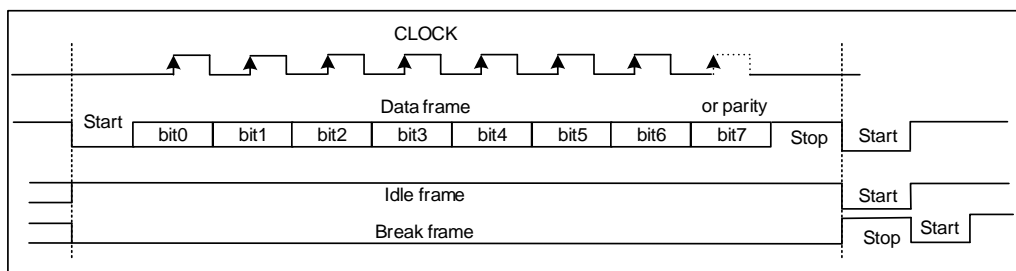 CLOCK
Data frame
or parity
Start
bit0 bit1 bit2 bit3 bit4 bit5 bit6 bit7
Stop
Start
Idle frame
Start
Break frame
Stop
Start